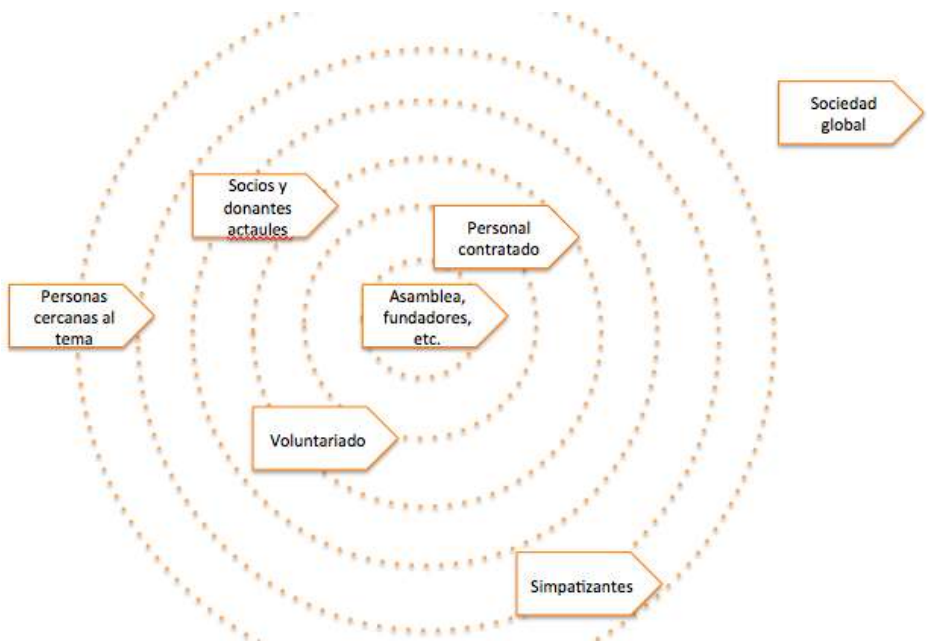 Sociedad
global
Socios y
donantes
actaules
Personal
contratado
Personas
cercanas al
tema
Asamblea,
fundadores,
etc.
Voluntariado
Simpatizantes